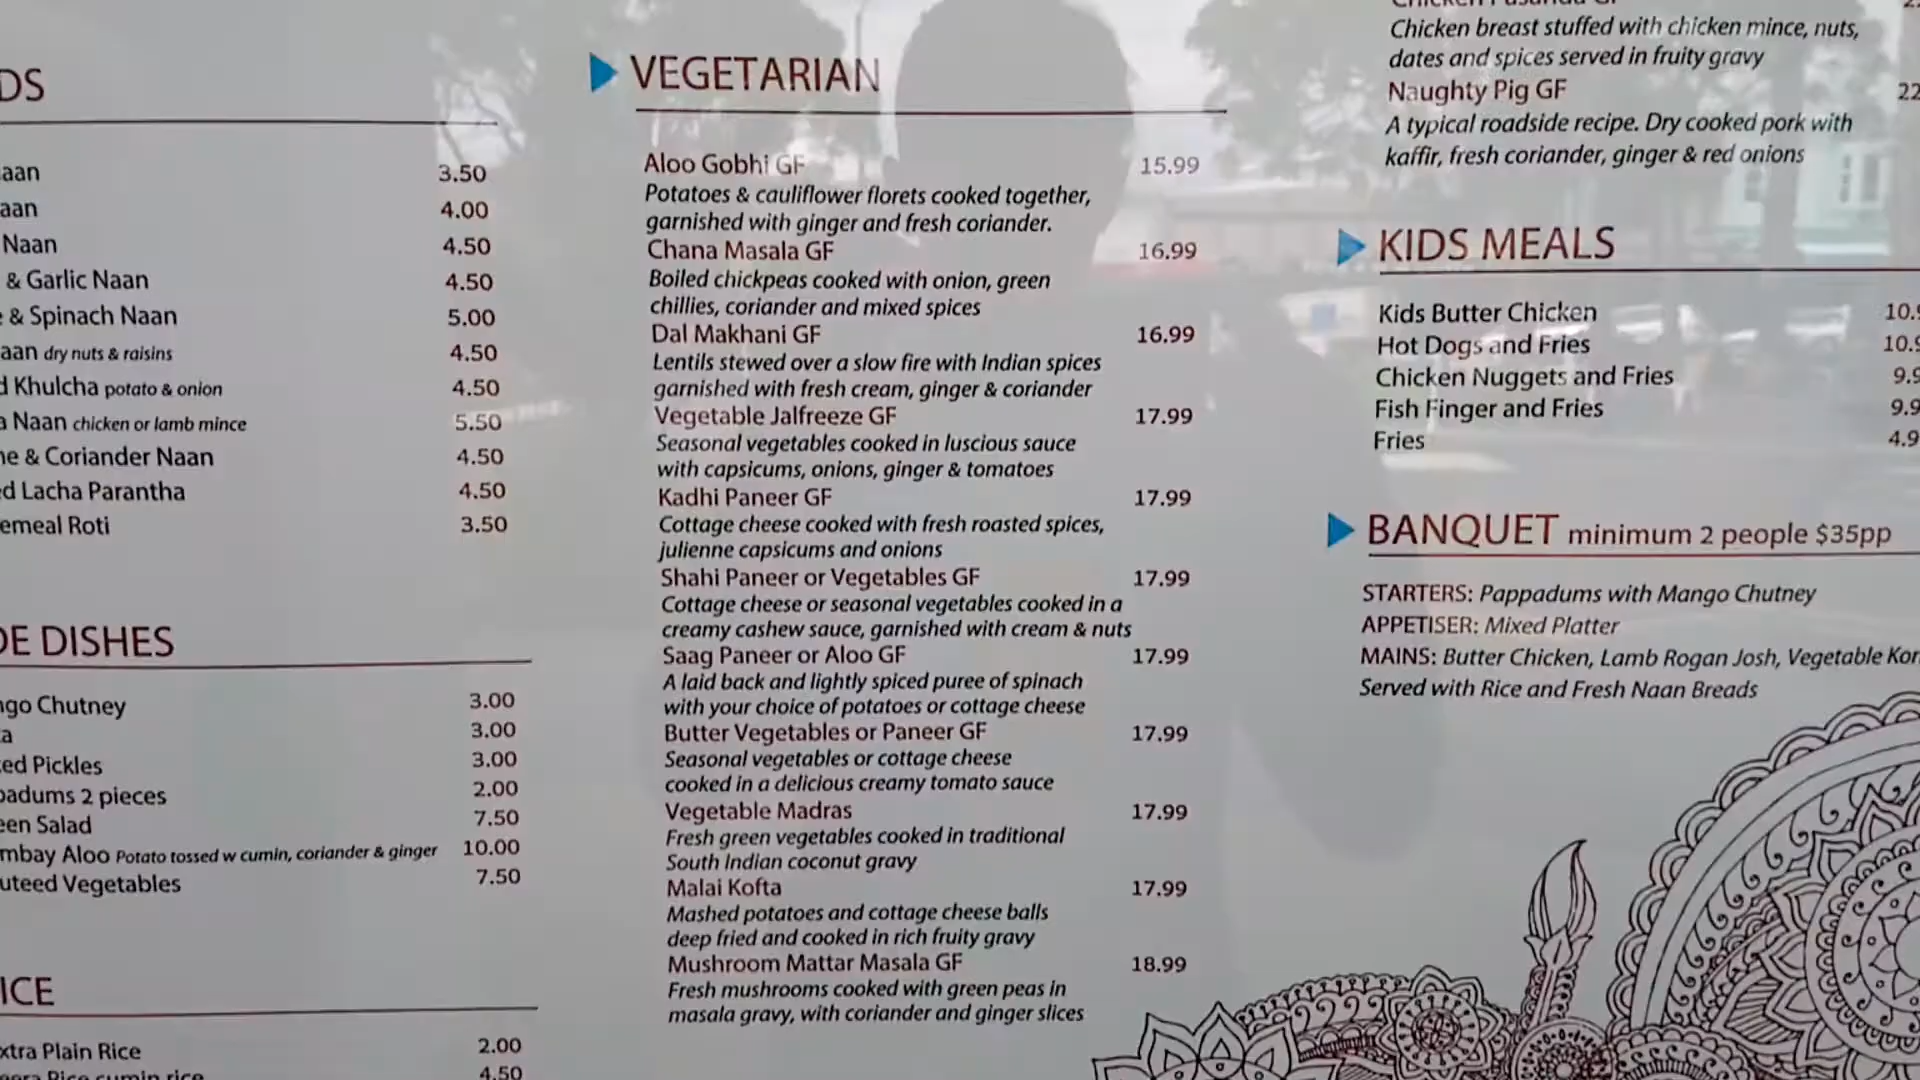 Naan
3.50
4.00
Naan
4.50
& Garlic Naan
4.50
& Spinach Naan
5.00
dry nuts & raisins
4.50
Khulcha potato & onion
4.50
Naan chicken or lamb mince
5.50
& Coriander Naan
4.50
Lacha Parantha
4.50
Roti
3.50
DISHES
Chutney
3.00
3.00
Pickles
3.00
2 pieces
2.00
Salad
7.50
Aloo Potato tossed w cumin, coriander & ginger
10.00
Vegetables
7.50
Plain Rice
2.00
Rice cumin rice
4.50
VEGETARIAN
Aloo Gobhi GF
15.99
Potatoes & cauliflower florets cooked together,
garnished with ginger and fresh coriander.
Chana Masala GF
16.99
Boiled chickpeas cooked with onion, green
chillies, coriander and mixed spices
Dal Makhani GF
16.99
Lentils stewed over a slow fire with Indian spices
garnished with fresh cream, ginger & coriander
Vegetable Jalfreeze GF
17.99
Seasonal vegetables cooked in luscious sauce
with capsicums, onions, ginger & tomatoes
Kadhi Paneer GF
17.99
Cottage cheese cooked with fresh roasted spices,
julienne capsicums and onions
Shahi Paneer or Vegetables GF
17.99
Cottage cheese or seasonal vegetables cooked in a
creamy cashew sauce, garnished with cream & nuts
Saag Paneer or Aloo GF
17.99
A laid back and lightly spiced puree of spinach
with your choice of potatoes or cottage cheese
Butter Vegetables or Paneer GF
17.99
Seasonal vegetables or cottage cheese
cooked in a delicious creamy tomato sauce
Vegetable Madras
17.99
Fresh green vegetables cooked in traditional
South Indian coconut gravy
Malai Kofta
17.99
Mashed potatoes and cottage cheese balls
deep fried and cooked in rich fruity gravy
Mushroom Mattar Masala GF
18.99
Fresh mushrooms cooked with green peas in
masala gravy, with coriander and ginger slices
Chicken breast stuffed with chicken mince, nuts,
dates and spices served in fruity gravy
Naughty Pig GF
22
A typical roadside recipe. Dry cooked pork with
kaffir, fresh coriander, ginger & red onions
KIDS MEALS
Kids Butter Chicken
10.9
Hot Dogs and Fries
10.9
Chicken Nuggets and Fries
9.9
Fish Finger and Fries
9.9
Fries
4.9
BANQUET minimum 2 people $35pp
STARTERS: Pappadums with Mango Chutney
APPETISER: Mixed Platter
MAINS: Butter Chicken, Lamb Rogan Josh, Vegetable
Served with Rice and Fresh Naan Breads